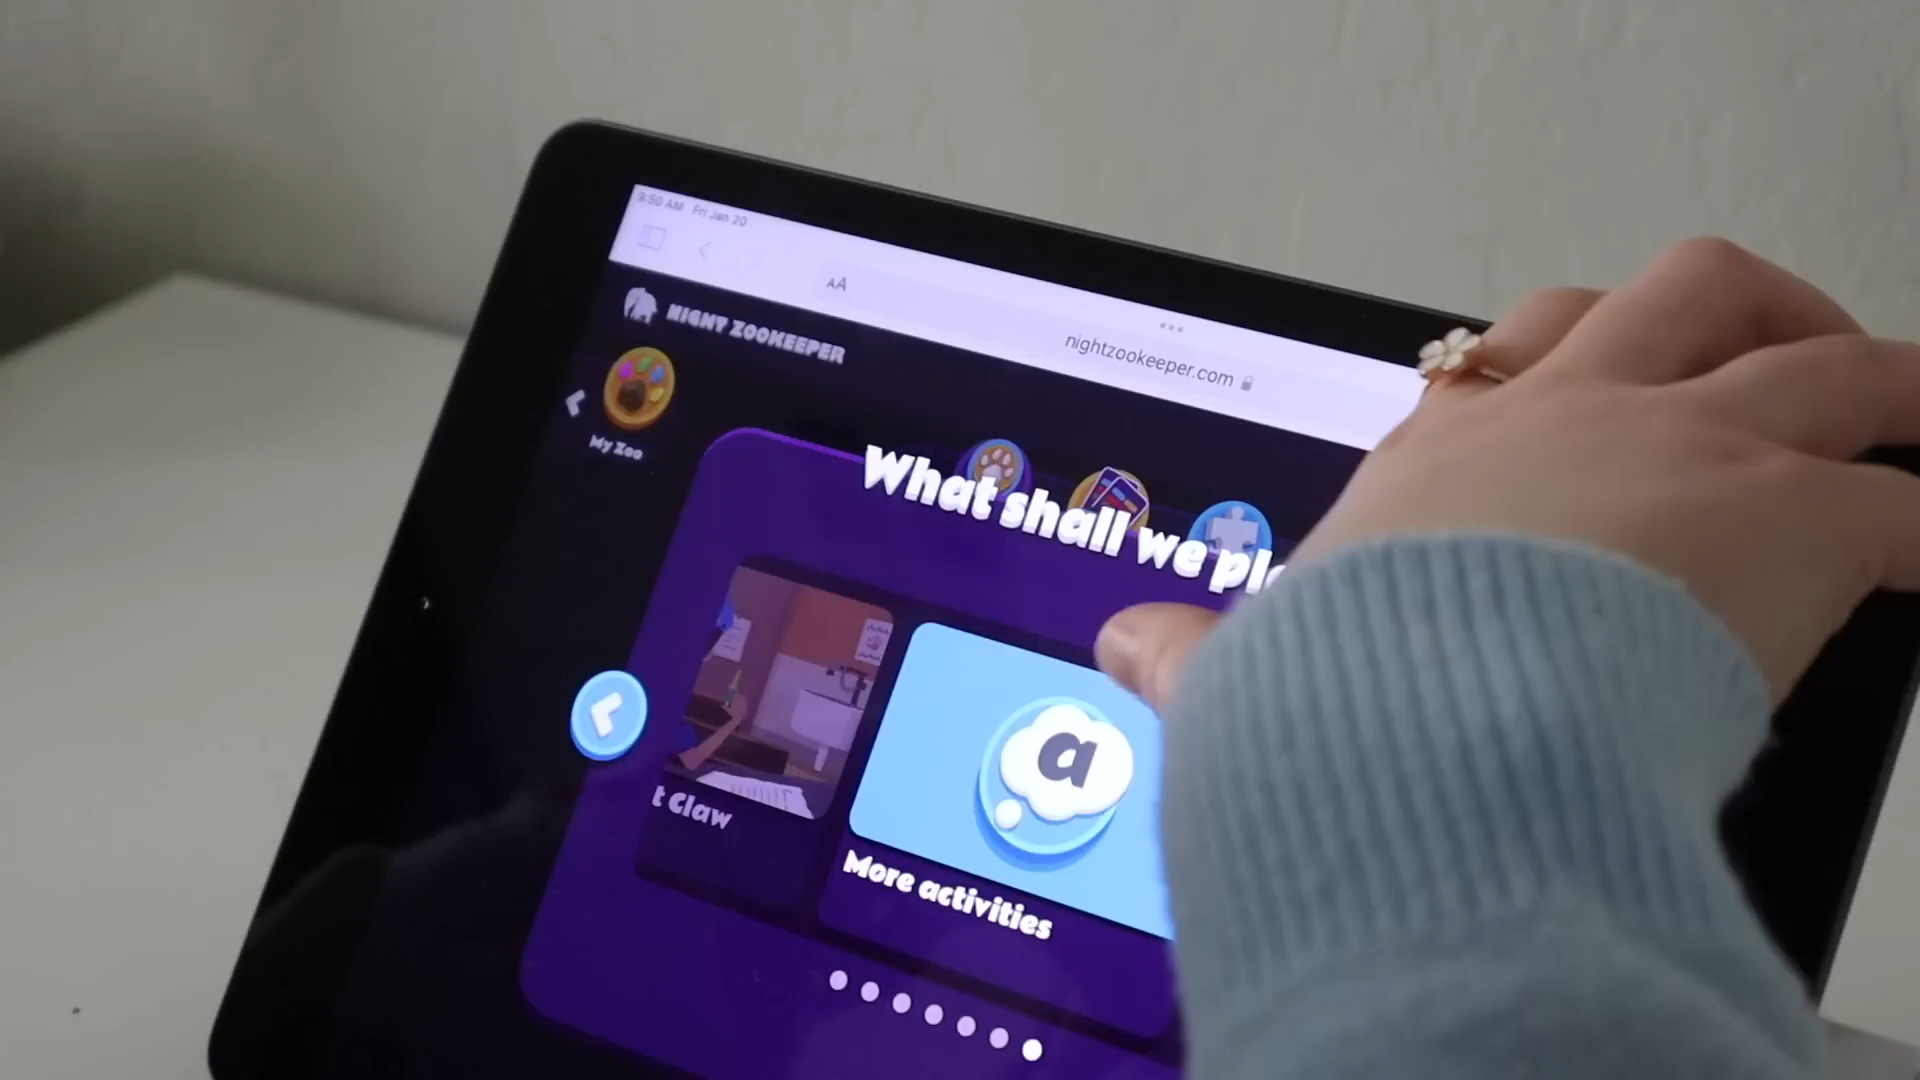 9:50 AM Fri Jan 20
AA
nightzookeeper.com
NIGHT ZOOKEEPER
My Zoo
What shall we pl
a
t Claw
More activities